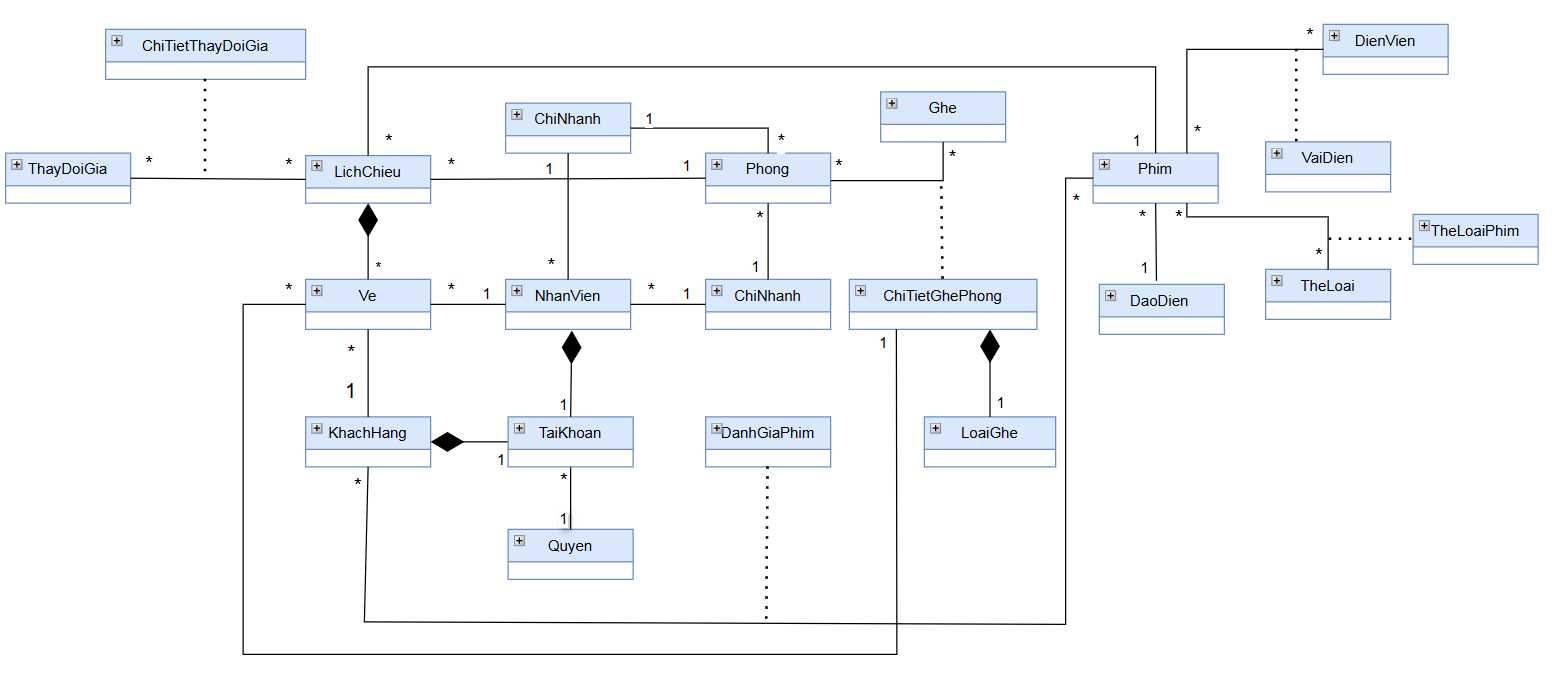 ChiTietThayDoiGia
* DienVien
Ghe
ChiNhanh 1
* * * 1
ThayDoiGia * * LichChieu * 1 1 Phong * * Phim VaiDien
* * * *
TheLoaiPhim
* * 1 1 *
* Ve * 1 NhanVien * 1 ChiNhanh ChiTietGhePhong DaoDien TheLoai
* 1
1 1 1
KhachHang TaiKhoan DanhGiaPhim LoaiGhe
1
* *
1
Quyen